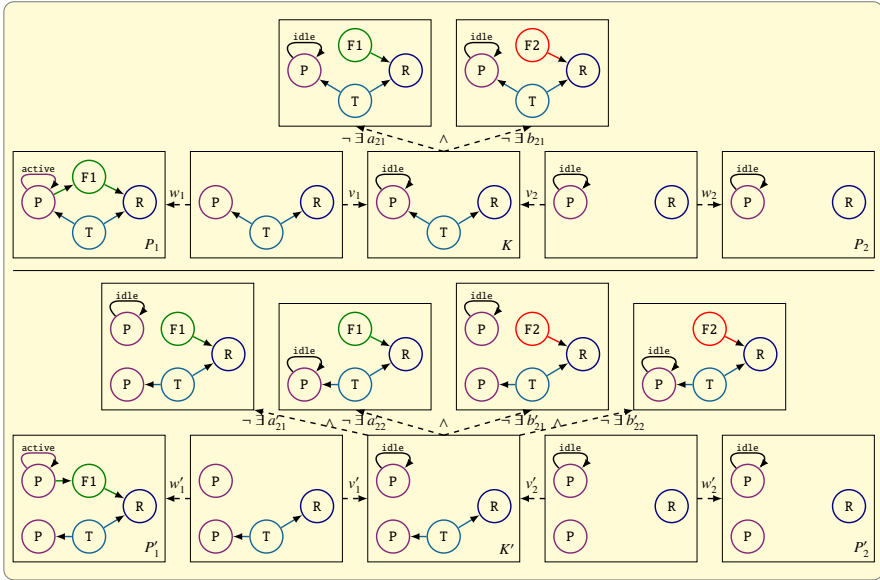 idle idle
F1 F2
P R P R
T T
¬ ∃ a₂₁ ∧ ¬ ∃ b₂₁
active idle idle idle
F1
w₁ v₁ v₂ w₂
P R P R P R P R P R
T T T
P₁ K P₂
idle idle
F1 F1 F2 F2
P P
idle idle
R R R R
P T P T P T P T
¬ ∃ a′₂₁ ∧ ¬ ∃ a′₂₂ ∧ ¬ ∃ b′₂₁ ∧ ¬ ∃ b′₂₂
active idle idle idle
P F1 P P P P
w′₁ v′₁ v′₂ w′₂
R R R R R
P T P T P T P P
P′₁ K′ P′₂